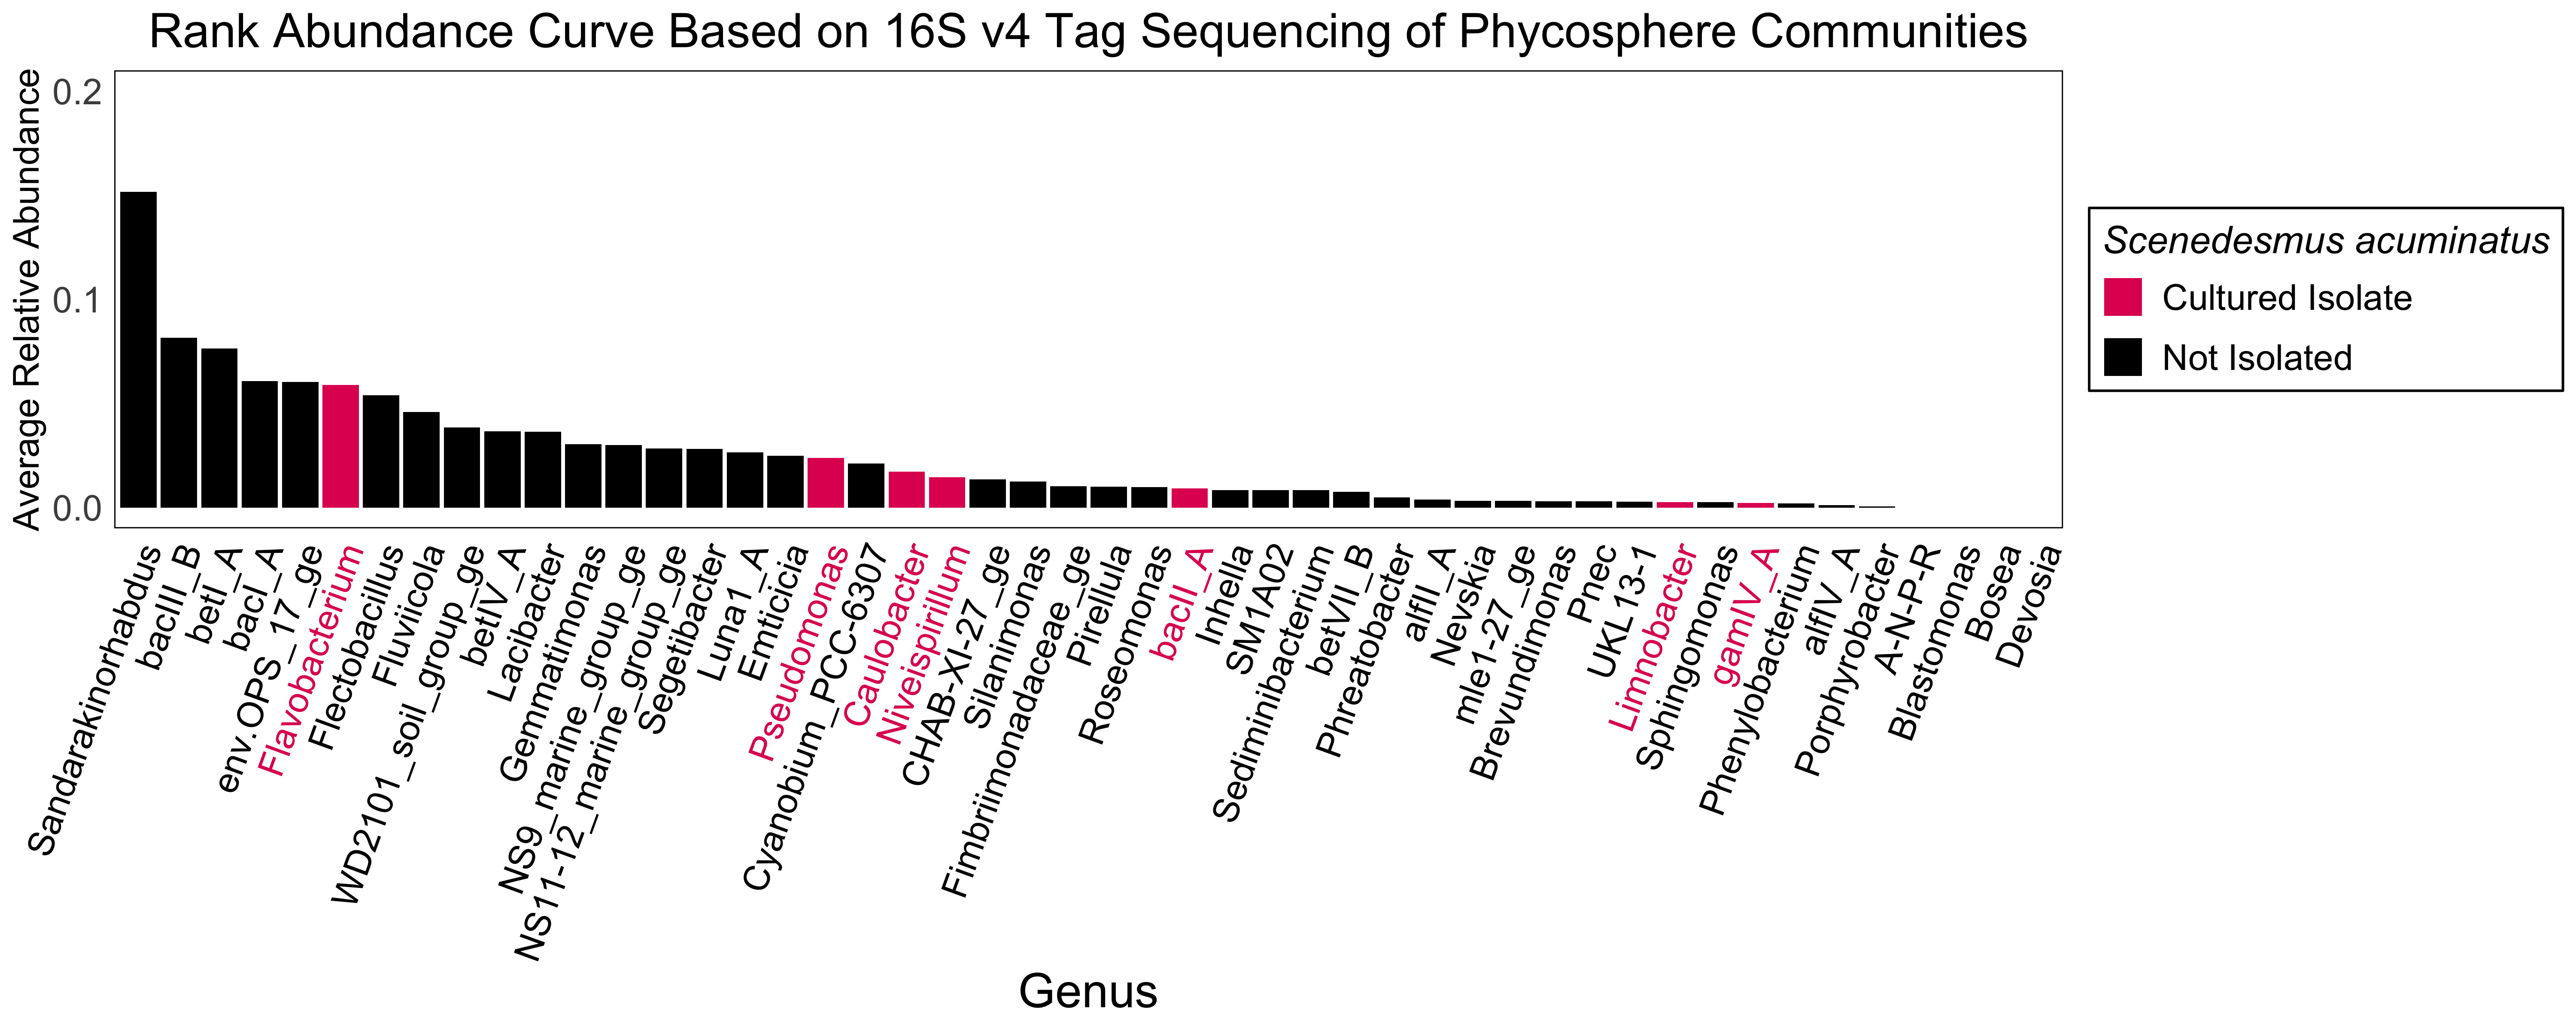 Rank Abundance Curve Based on 16S v4 Tag Sequencing of Phycosphere Communities
Average Relative Abundance
0.2
0.1
0.0
Sandarakinorhabdus
bacIII_B
betI_A
bacI_A
env.OPS_17_ge
Flavobacterium
Flectobacillus
Fluviicola
WD2101_soil_group_ge
betIV_A
Lacibacter
Gemmatimonas
NS9_marine_group_ge
NS11-12_marine_group_ge
Segetibacter
Luna1_A
Emticicia
Pseudomonas
Cyanobium_PCC-6307
Caulobacter
Niveispirillum
CHAB-XI-27_ge
Silanimonas
Fimbriimonadaceae_ge
Pirellula
Roseomonas
bacII_A
Inhella
SM1A02
Sediminibacterium
betVII_B
Phreatobacter
alfII_A
Nevskia
mle1-27_ge
Brevundimonas
Pnec
UKL13-1
Limnobacter
Sphingomonas
gamIV_A
Phenylobacterium
alfIV_A
Porphyrobacter
A-N-P-R
Blastomonas
Bosea
Devosia
Genus
Scenedesmus acuminatus
Cultured Isolate
Not Isolated